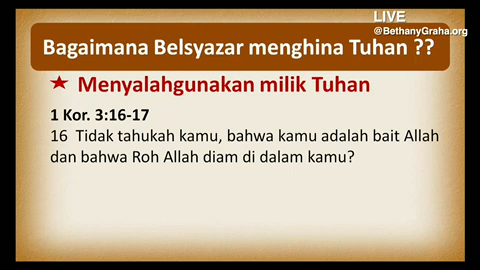 LIVE
@BethanyGraha.org
Bagaimana Belsyazar menghina Tuhan ??
Menyalahgunakan milik Tuhan
1 Kor. 3:16-17
16 Tidak tahukah kamu, bahwa kamu adalah bait Allah
dan bahwa Roh Allah diam di dalam kamu?